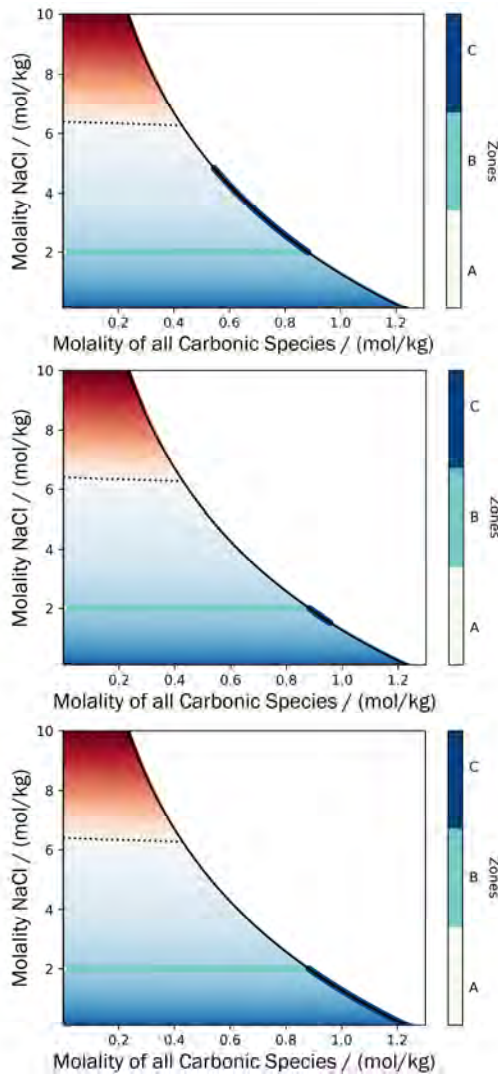 10
8
6
4
2
Molality NaCl / (mol/kg)
0.2 0.4 0.6 0.8 1.0 1.2
Molality of all Carbonic Species / (mol/kg)
C
B
A
Zones
10
8
6
4
2
Molality NaCl / (mol/kg)
0.2 0.4 0.6 0.8 1.0 1.2
Molality of all Carbonic Species / (mol/kg)
C
B
A
Zones
10
8
6
4
2
Molality NaCl / (mol/kg)
0.2 0.4 0.6 0.8 1.0 1.2
Molality of all Carbonic Species / (mol/kg)
C
B
A
Zones